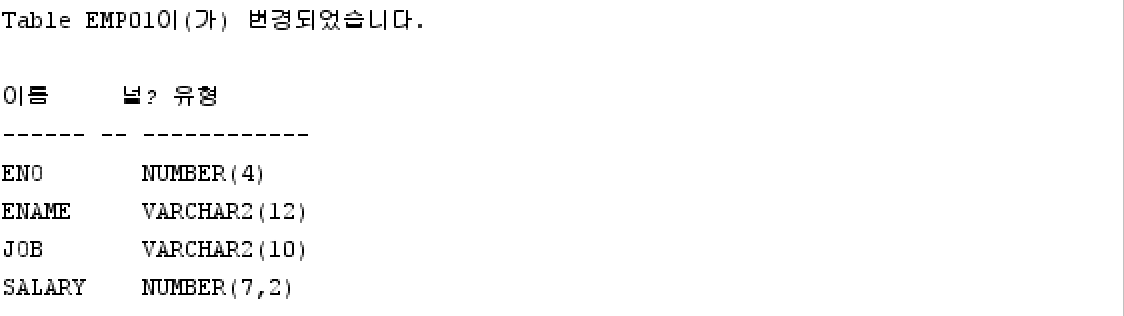 Table EMP01이(가) 변경되었습니다.
이름 널? 유형
------ -- ------------
ENO NUMBER(4)
ENAME VARCHAR2(12)
JOB VARCHAR2(10)
SALARY NUMBER(7,2)